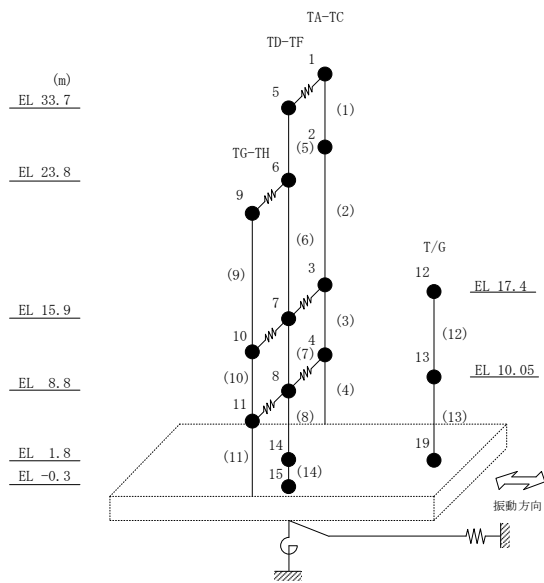 TA-TC
TD-TF
(m)
1
5
EL 33.7
(1)
2
(5)
TG-TH
6
EL 23.8
9
(2)
(6)
T/G
(9)
3
12
EL 17.4
7
EL 15.9
(3)
(12)
10
4
13
(7)
EL 10.05
(10)
8
EL 8.8
(4)
11
(8)
(13)
(11)
14
19
EL 1.8
15
(14)
EL -0.3
振動方向